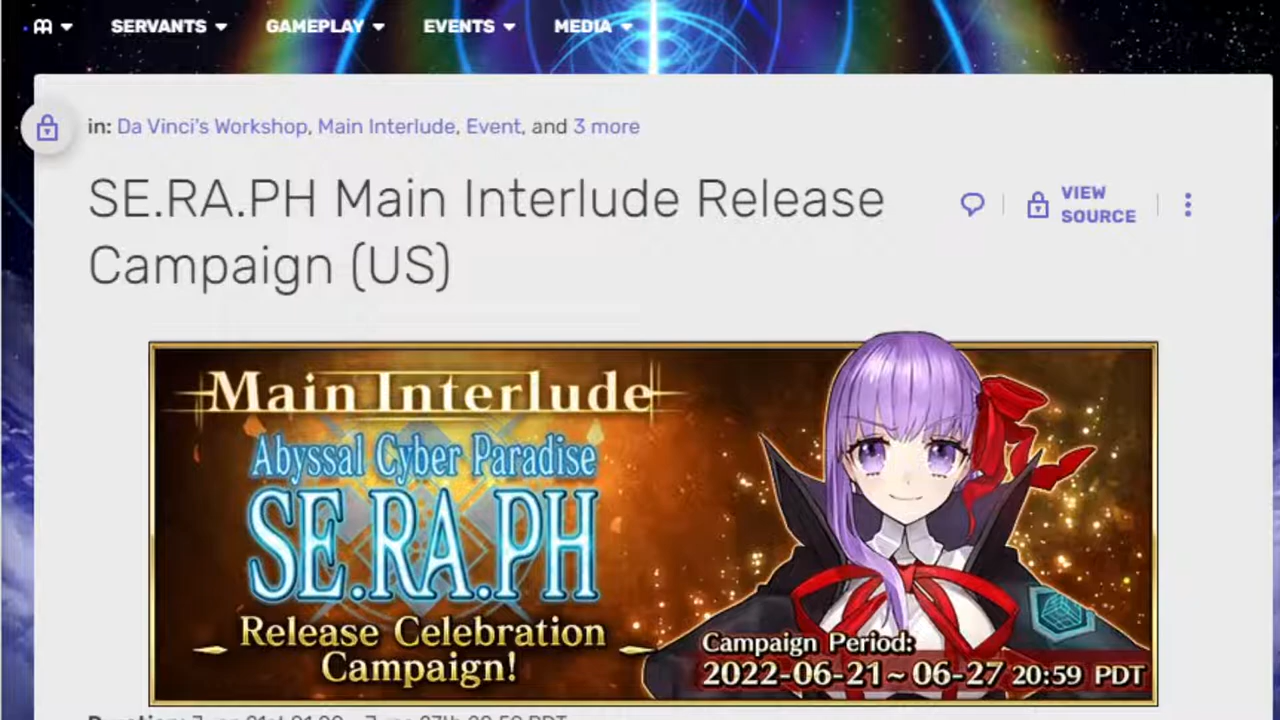 SERVANTS GAMEPLAY EVENTS MEDIA
in: Da Vinci's Workshop, Main Interlude, Event, and 3 more
SE.RA.PH Main Interlude Release
Campaign (US)
VIEW
SOURCE
Main Interlude
Abyssal Cyber Paradise
SE.RA.PH
Release Celebration
Campaign!
Campaign Period:
2022-06-21~06-27 20:59 PDT